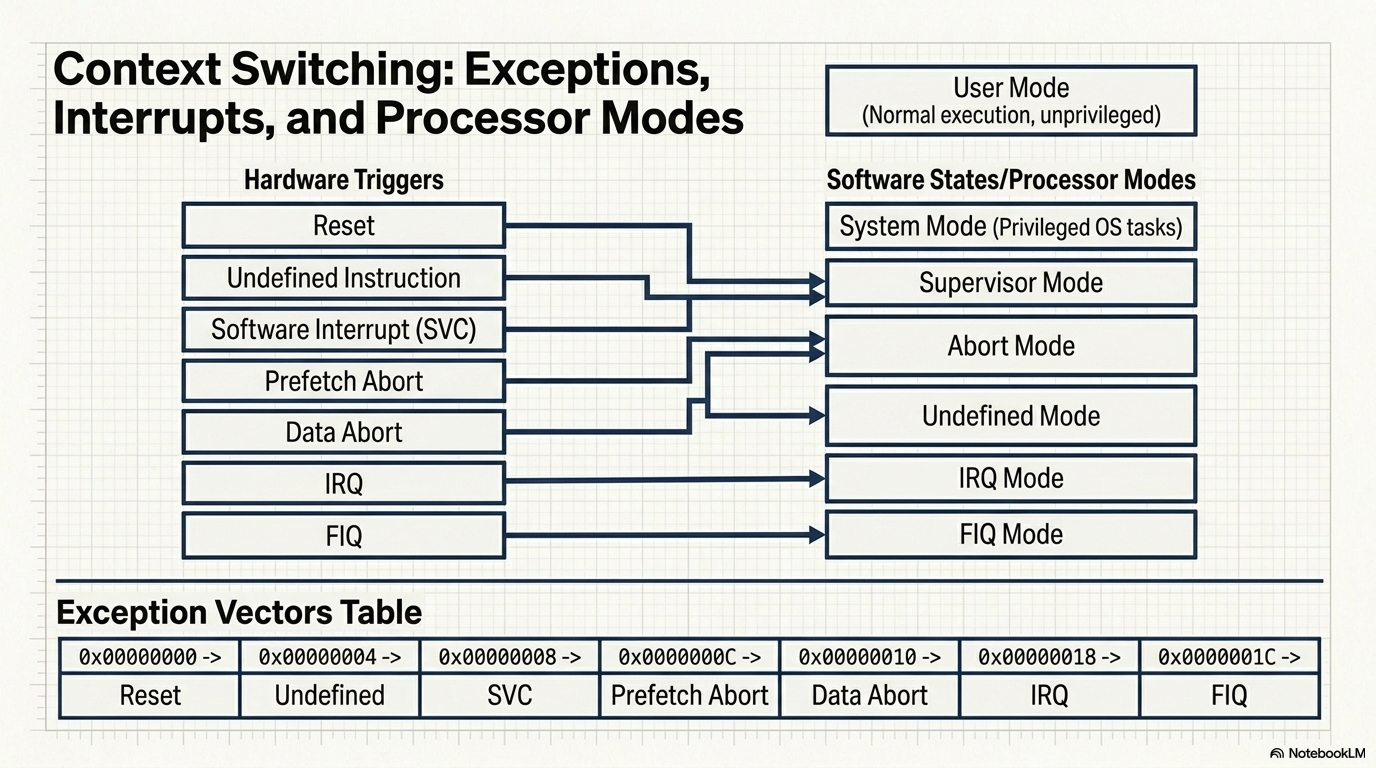 Context Switching: Exceptions,
Interrupts, and Processor Modes
User Mode
(Normal execution, unprivileged)
Hardware Triggers
Reset
Undefined Instruction
Software Interrupt (SVC)
Prefetch Abort
Data Abort
IRQ
FIQ
Software States/Processor Modes
System Mode (Privileged OS tasks)
Supervisor Mode
Abort Mode
Undefined Mode
IRQ Mode
FIQ Mode
Exception Vectors Table
0x00000000 -> 0x00000004 -> 0x00000008 -> 0x0000000C -> 0x00000010 -> 0x00000018 -> 0x0000001C ->
Reset Undefined SVC Prefetch Abort Data Abort IRQ FIQ
NotebookLM